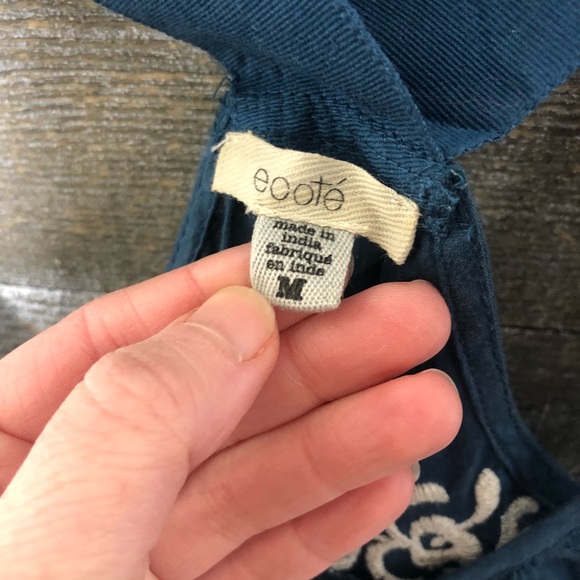 ecoté
made in
india
fabriqué
en inde
M